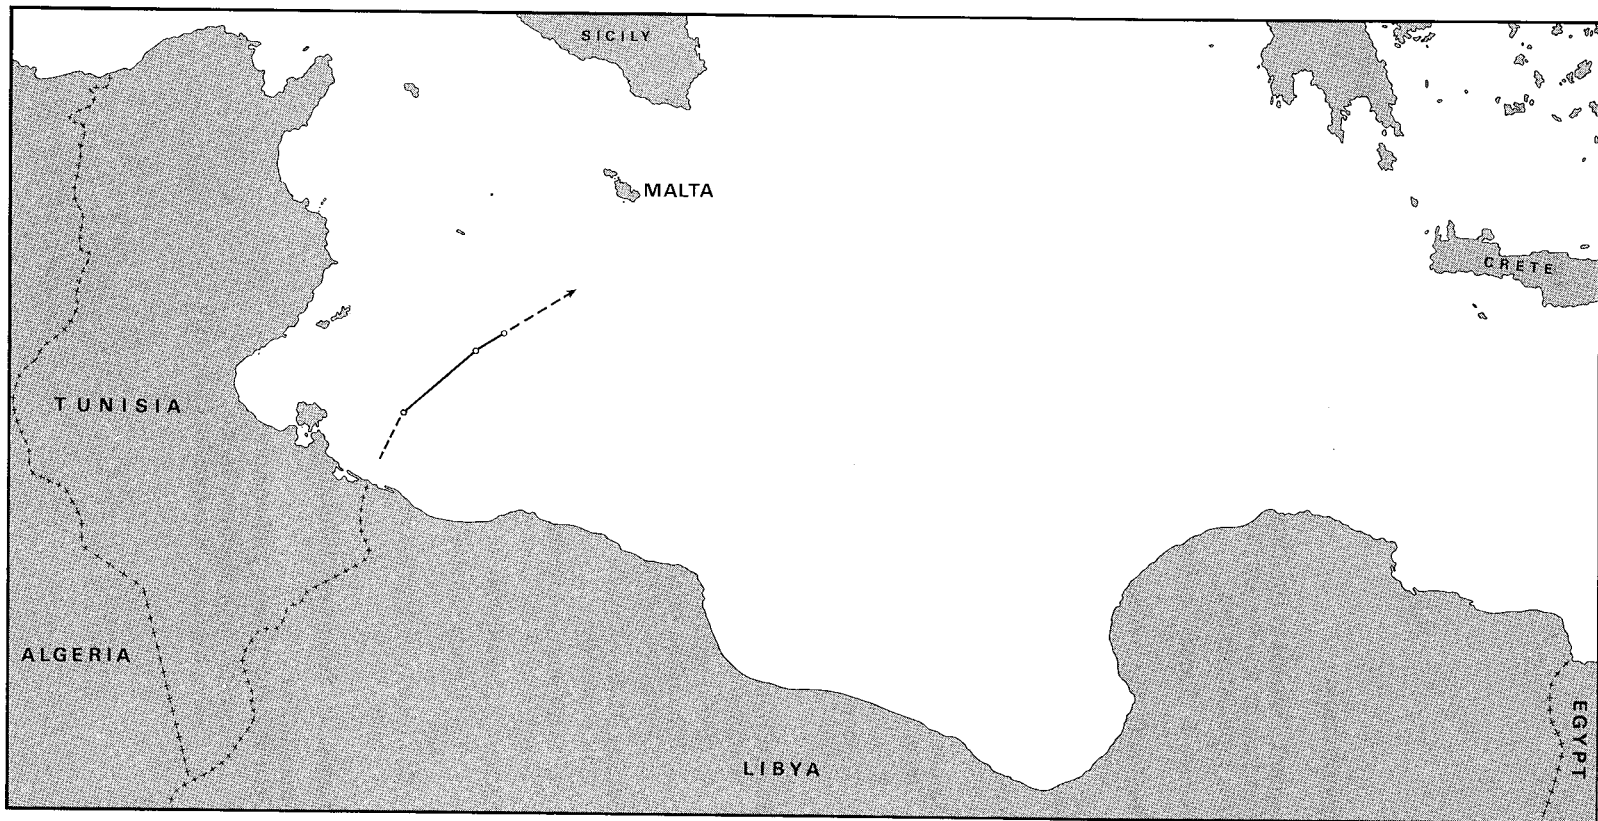 SICILY
MALTA
CRETE
TUNISIA
ALGERIA
LIBYA
EGYPT